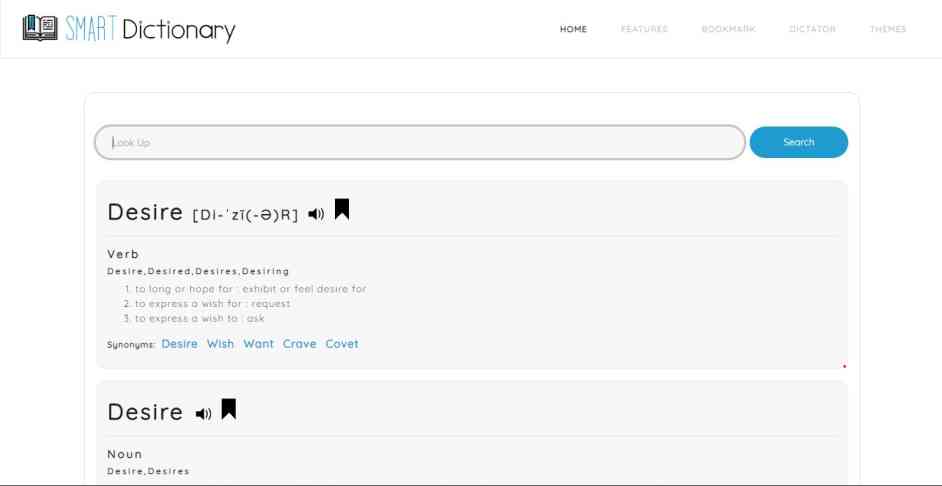 SMART Dictionary
HOME FEATURES BOOKMARK DICTATOR THEMES
Look Up
Search
Desire [Di-ˈzī(-Ə)R]
Verb
Desire,Desired,Desires,Desiring
1. to long or hope for : exhibit or feel desire for
2. to express a wish for : request
3. to express a wish to : ask
Synonyms: Desire Wish Want Crave Covet
Desire
Noun
Desire,Desires